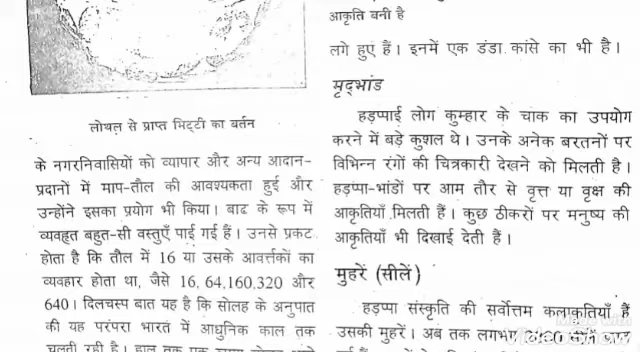 लोथल से प्राप्त मिट्टी का बर्तन
के नगरनिवासियों को व्यापार और अन्य आदान-
प्रदानों में माप-तौल की आवश्यकता हुई और
उन्होंने इसका प्रयोग भी किया। बाट के रूप में
व्यवहृत बहुत-सी वस्तुएँ पाई गई हैं। उनसे प्रकट
होता है कि तौल में 16 या उसके आवर्त्तकों का
व्यवहार होता था, जैसे 16, 64,160,320 और
640। दिलचस्प बात यह है कि सोलह के अनुपात
की यह परंपरा भारत में आधुनिक काल तक
चलती रही है। हाल तक एक
आकृति बनी है
लगे हुए हैं। इनमें एक डंडा कांसे का भी है।
मृद्भांड
हड़प्पाई लोग कुम्हार के चाक का उपयोग
करने में बड़े कुशल थे। उनके अनेक बरतनों पर
विभिन्न रंगों की चित्रकारी देखने को मिलती है।
हड़प्पा-भांडों पर आम तौर से वृत्त या वृक्ष की
आकृतियाँ मिलती हैं। कुछ ठीकरों पर मनुष्य की
आकृतियाँ भी दिखाई देती हैं।
मुहरें (सीलें)
हड़प्पा संस्कृति की सर्वोत्तम कलाकृतियाँ हैं
उसकी मुहरें। अब तक लगभग